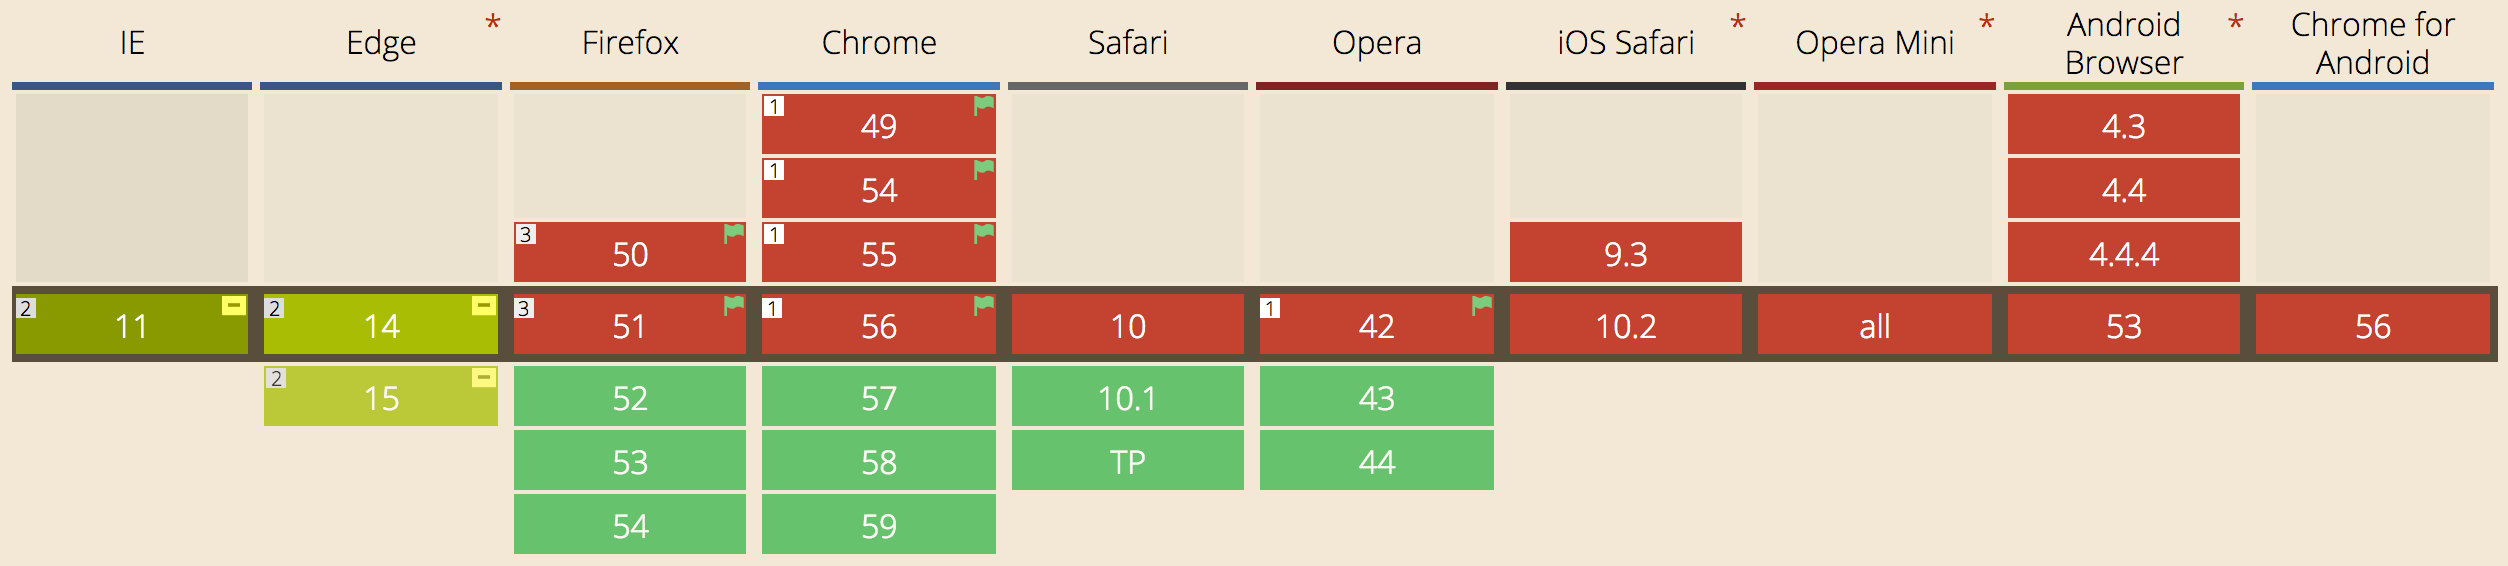 IE Edge * Firefox Chrome Safari Opera iOS Safari * Opera Mini * Android Browser * Chrome for Android
1 49 4.3
1 54 4.4
3 50 1 55 9.3 4.4.4
2 11 2 14 3 51 1 56 10 1 42 10.2 all 53 56
2 15 52 57 10.1 43
53 58 TP 44
54 59